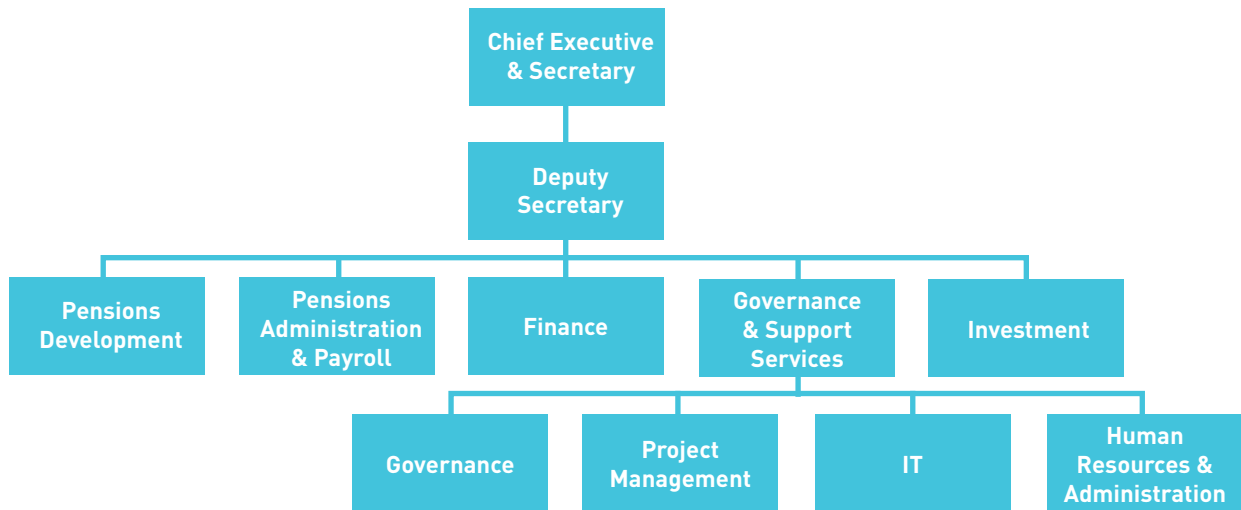 Chief Executive
& Secretary
Deputy
Secretary
Pensions
Development
Pensions
Administration
& Payroll
Finance
Governance
& Support
Services
Investment
Governance
Project
Management
IT
Human
Resources &
Administration